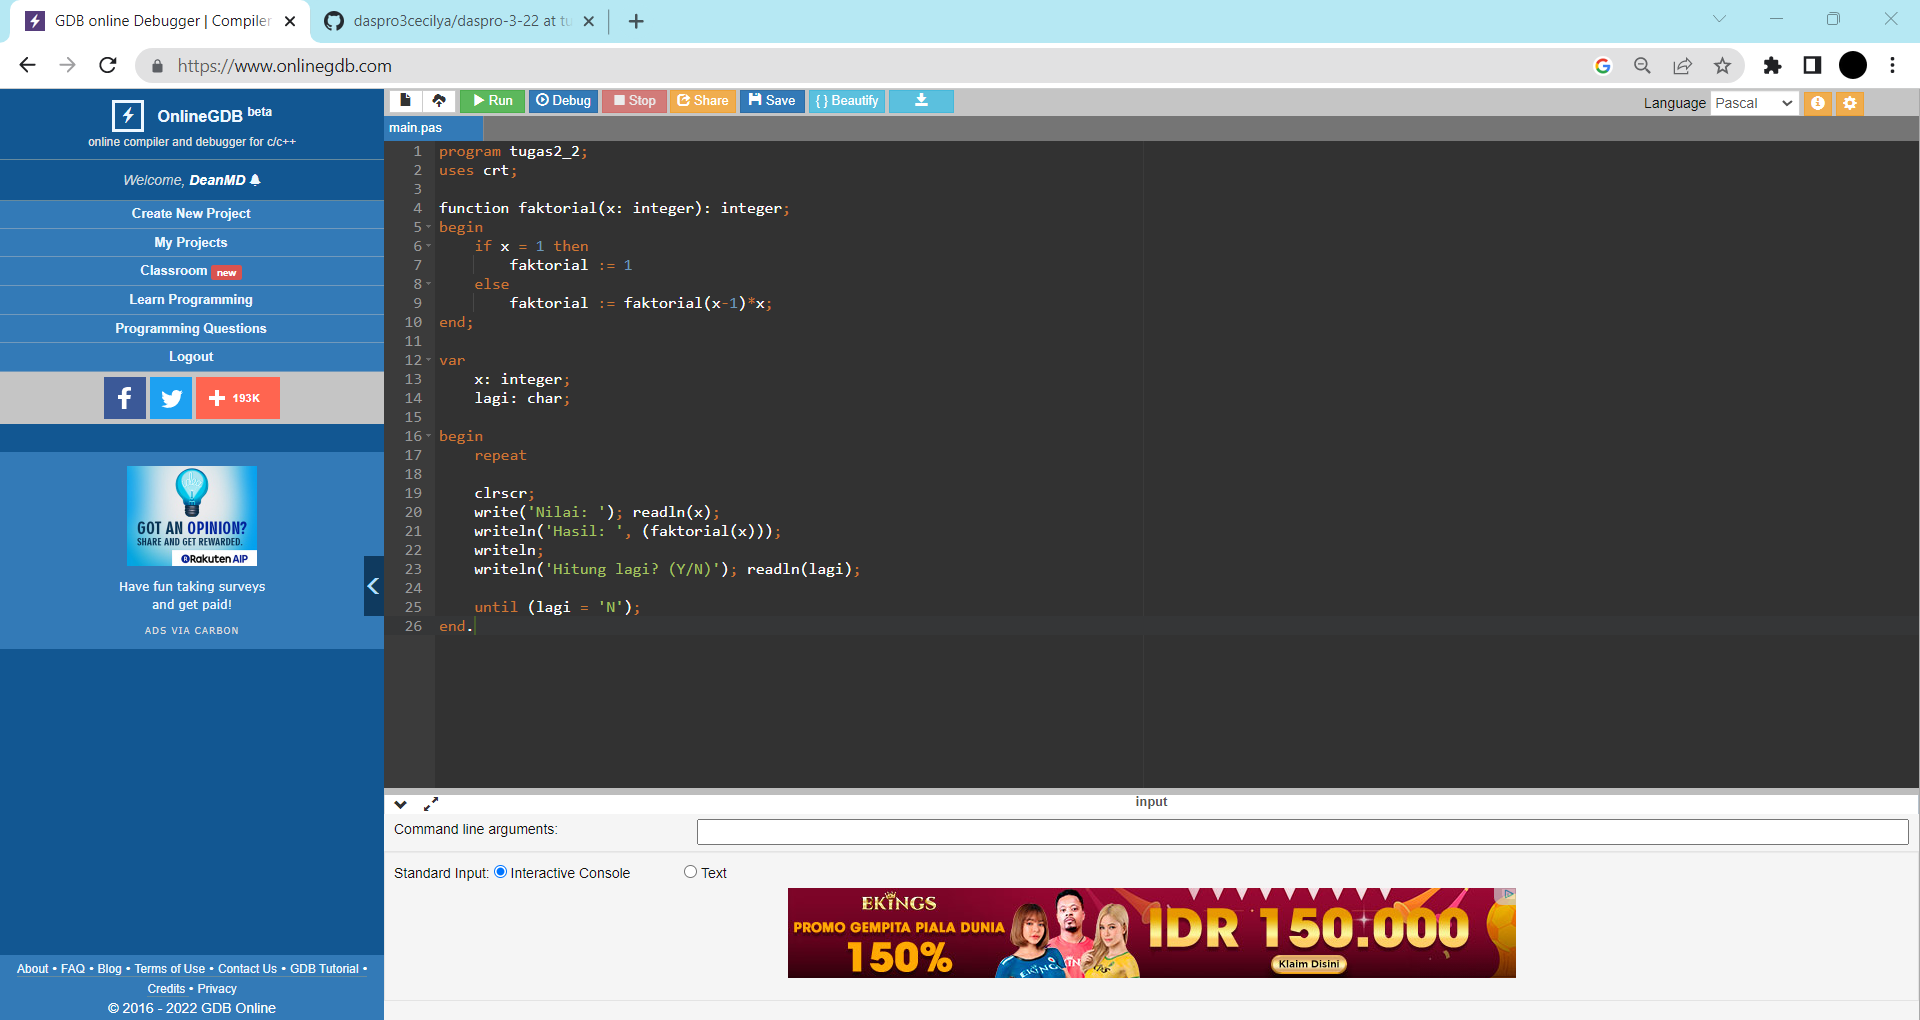 GDB online Debugger | Compiler
daspro3cecilya/daspro-3-22 at tu
https://www.onlinegdb.com
OnlineGDB beta
online compiler and debugger for c/c++
Welcome, DeanMD
Create New Project
My Projects
Classroom new
Learn Programming
Programming Questions
Logout
193K
GOT AN OPINION?
SHARE AND GET REWARDED.
Rakuten AIP
Have fun taking surveys
and get paid!
ADS VIA CARBON
About • FAQ • Blog • Terms of Use • Contact Us • GDB Tutorial •
Credits • Privacy
© 2016 - 2022 GDB Online
Run Debug Stop Share Save { } Beautify
Language Pascal
main.pas
1 program tugas2_2;
2 uses crt;
3
4 function faktorial(x: integer): integer;
5 begin
6 if x = 1 then
7 faktorial := 1
8 else
9 faktorial := faktorial(x-1)*x;
10 end;
11
12 var
13 x: integer;
14 lagi: char;
15
16 begin
17 repeat
18
19 clrscr;
20 write('Nilai: '); readln(x);
21 writeln('Hasil: ', (faktorial(x)));
22 writeln;
23 writeln('Hitung lagi? (Y/N)'); readln(lagi);
24
25 until (lagi = 'N');
26 end.
input
Command line arguments:
Standard Input: Interactive Console Text
EKINGS
PROMO GEMPITA PIALA DUNIA
150%
IDR 150.000
Klaim Disini